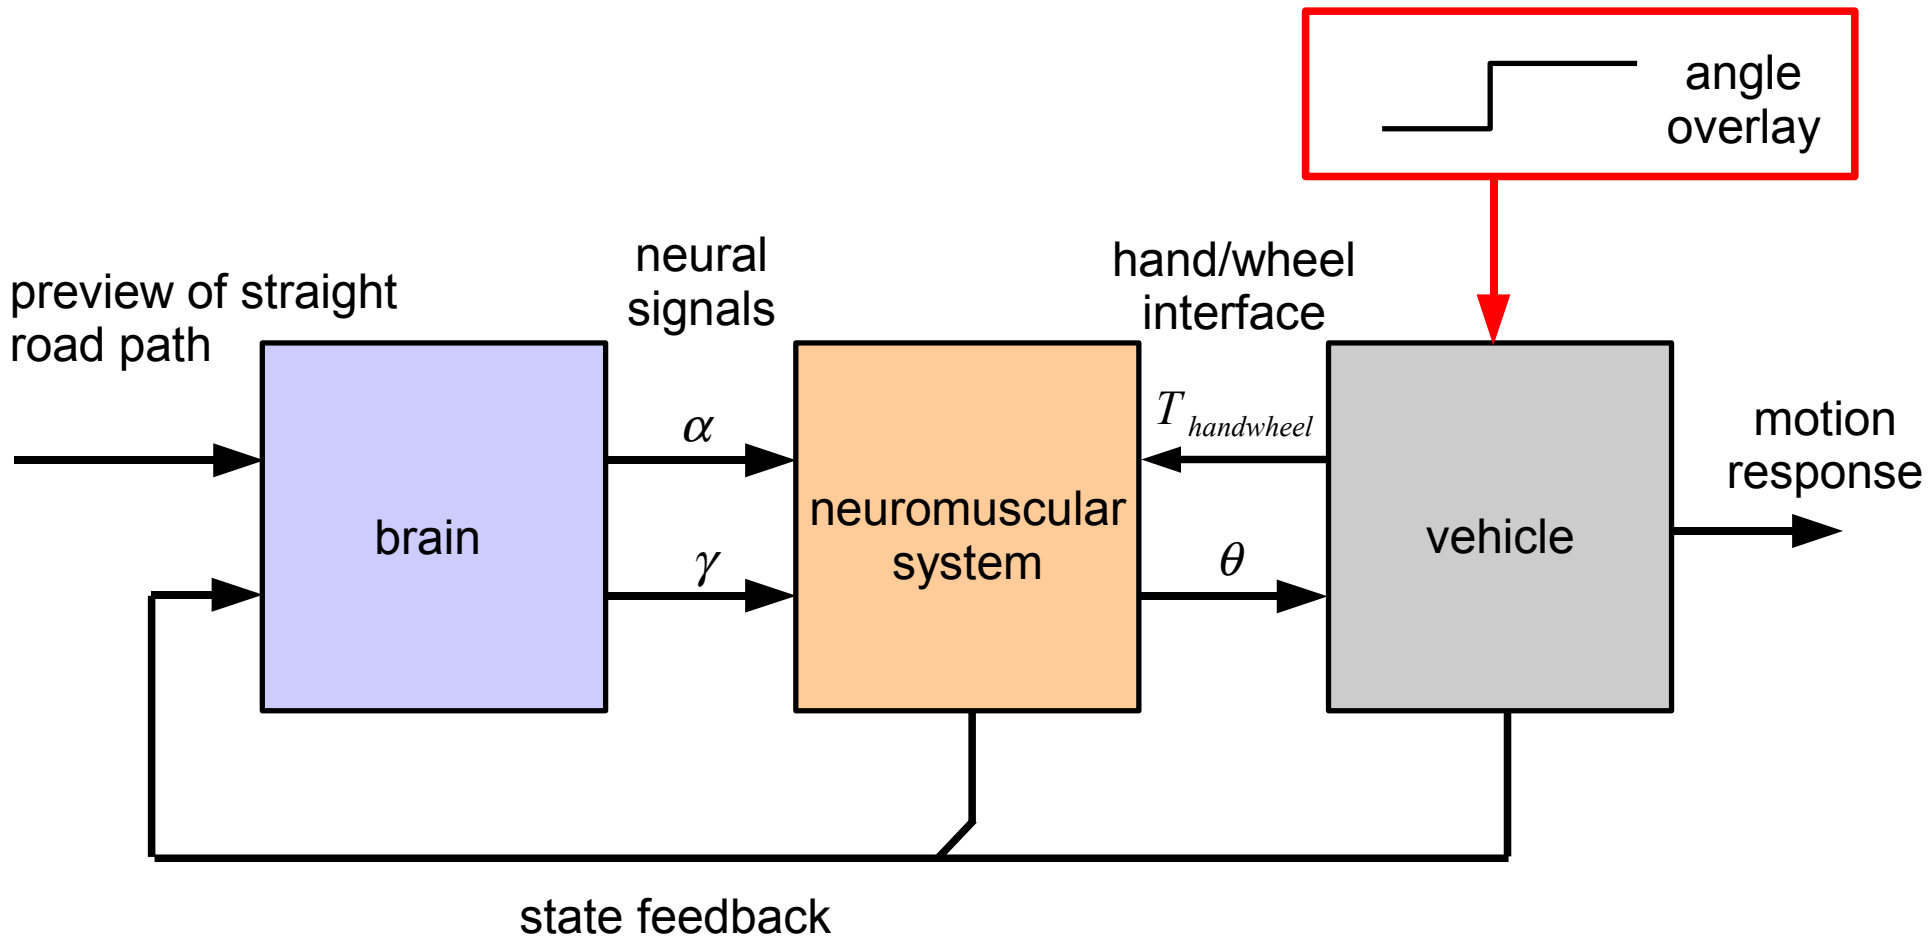 angle
overlay
neural
signals
hand/wheel
interface
preview of straight
road path
α
T handwheel
motion
response
brain
neuromuscular
system
vehicle
γ
θ
state feedback